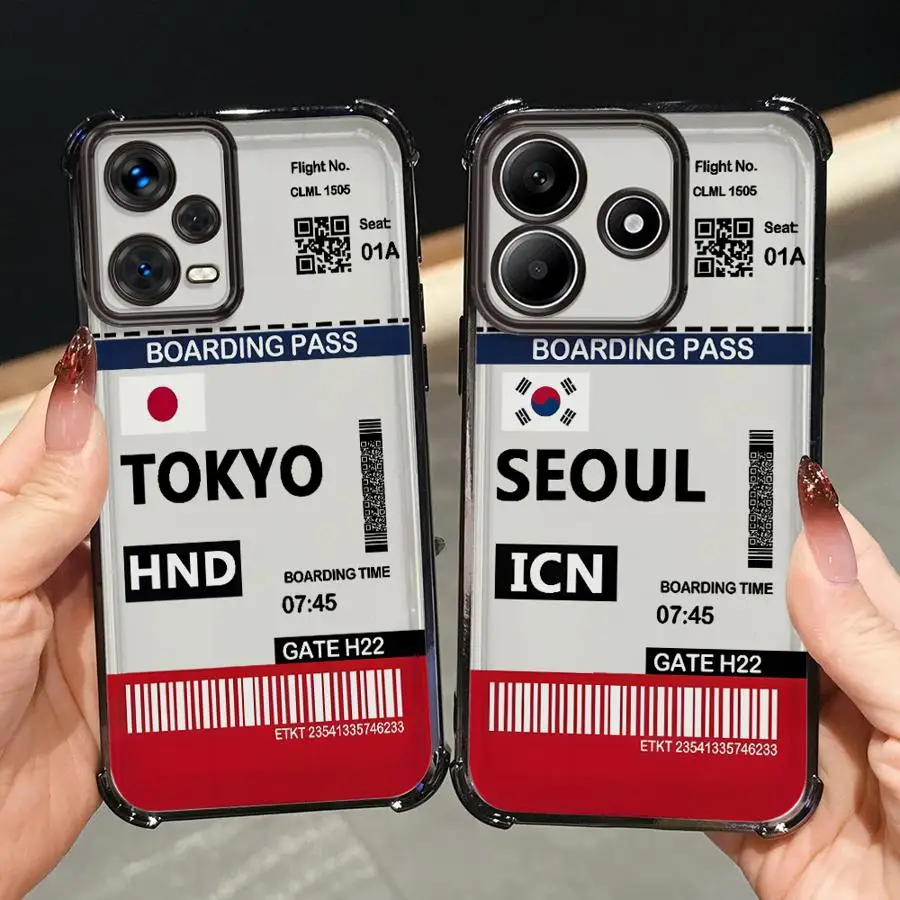 Flight No.
CLML 1505
Seat:
01A
BOARDING PASS
TOKYO
HND
BOARDING TIME
07:45
GATE H22
ETKT 23541335746233
Flight No.
CLML 1505
Seat:
01A
BOARDING PASS
SEOUL
ICN
BOARDING TIME
07:45
GATE H22
ETKT 23541335746233